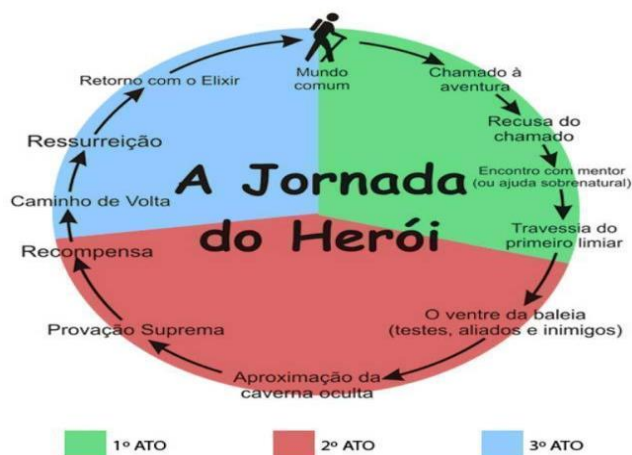 Mundo
comum
Chamado à
aventura
Recusa do
chamado
Encontro com mentor
(ou ajuda sobrenatural)
Travessia do
primeiro limiar
O ventre da baleia
(testes, aliados e inimigos)
Aproximação da
caverna oculta
Provação Suprema
Recompensa
Caminho de Volta
Ressurreição
Retorno com o Elixir
A Jornada
do Herói
1º ATO
2º ATO
3º ATO